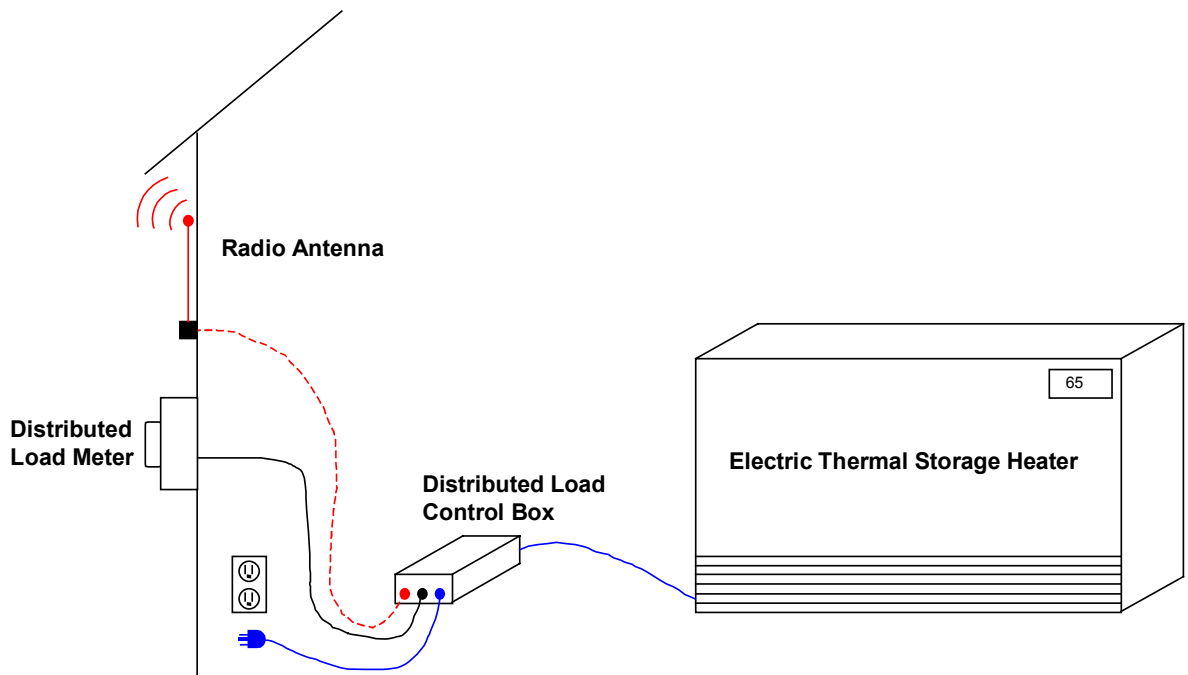 Radio Antenna
65
Distributed
Load Meter
Electric Thermal Storage Heater
Distributed Load
Control Box